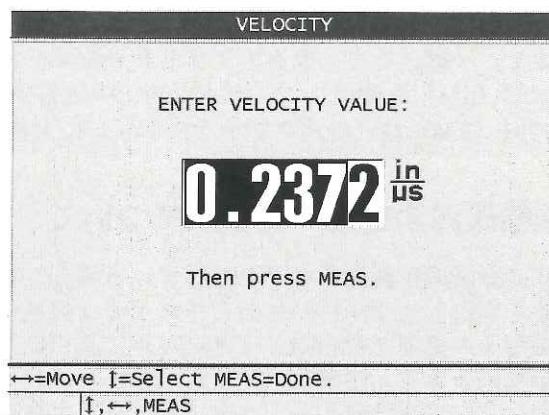 VELOCITY
ENTER VELOCITY VALUE:
0.2372 in/µs
Then press MEAS.
↔=Move ↕=Select MEAS=Done.
↕,↔,MEAS